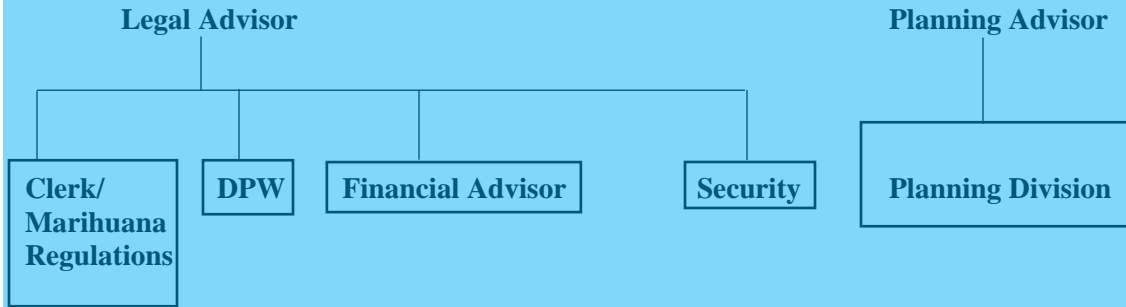 Legal Advisor
Planning Advisor
Clerk/
Marihuana
Regulations
DPW
Financial Advisor
Security
Planning Division